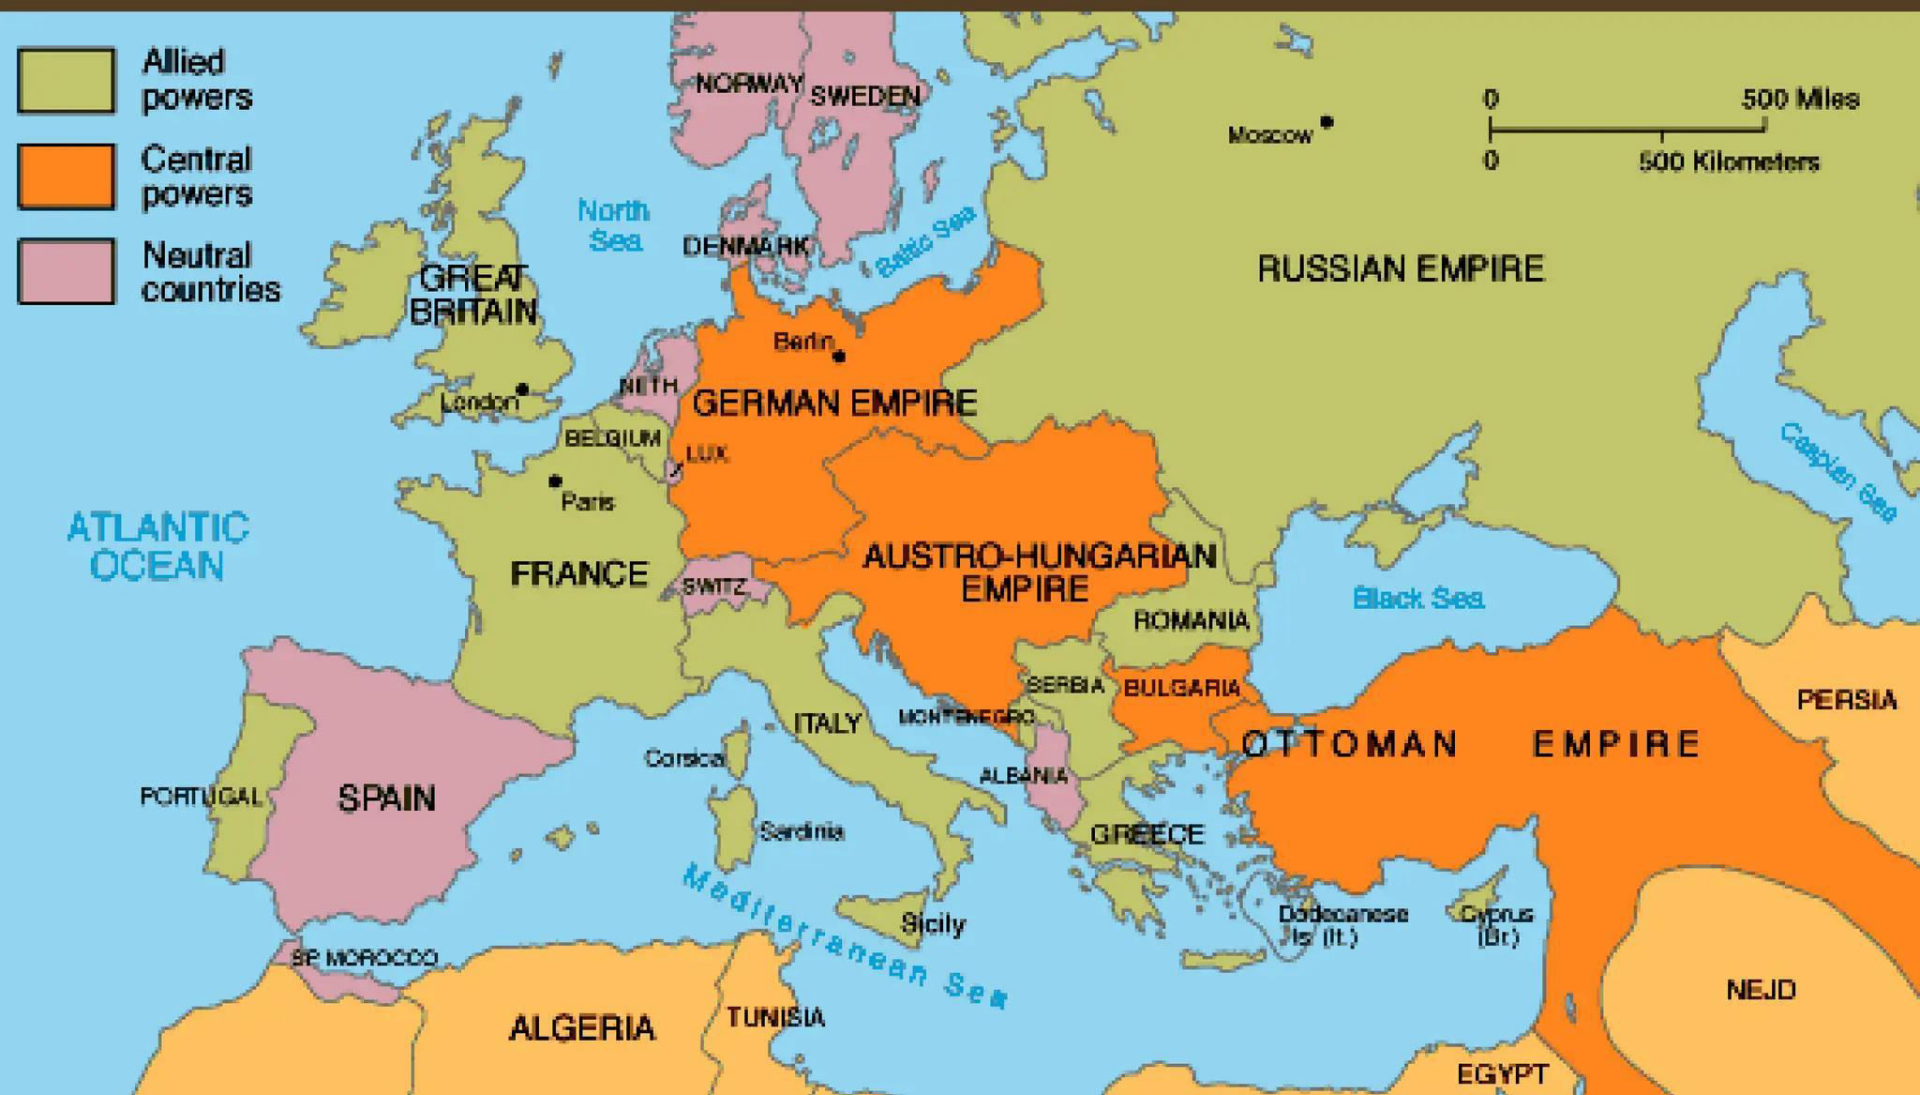 Allied
powers
Central
powers
Neutral
countries
NORWAY
SWEDEN
0
500 Miles
0
500 Kilometers
Moscow
North
Sea
DENMARK
Baltic Sea
GREAT
BRITAIN
RUSSIAN EMPIRE
Berlin
NETH
London
GERMAN EMPIRE
BELGIUM
LUX
Paris
Caspian Sea
ATLANTIC
OCEAN
FRANCE
SWITZ
AUSTRO-HUNGARIAN
EMPIRE
Black Sea
ROMANIA
SERBIA
BULGARIA
PERSIA
MONTENEGRO
ITALY
Corsica
OTTOMAN EMPIRE
ALBANIA
PORTUGAL
SPAIN
Sardinia
GREECE
Mediterranean Sea
Sicily
Dodecanese
Is (It.)
Cyprus
(Br.)
SP. MOROCCO
NEJD
ALGERIA
TUNISIA
EGYPT